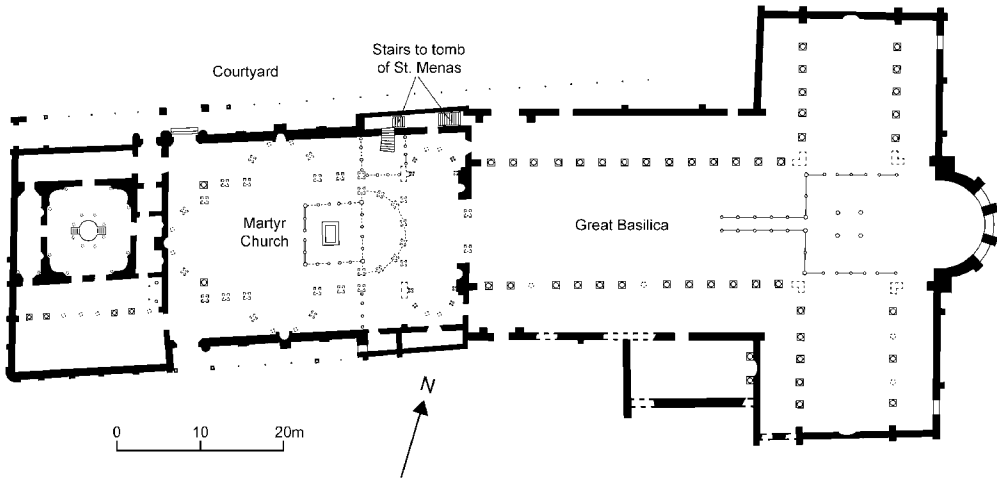 Stairs to tomb
of St. Menas
Courtyard
Martyr
Church
Great Basilica
N
0 10 20m